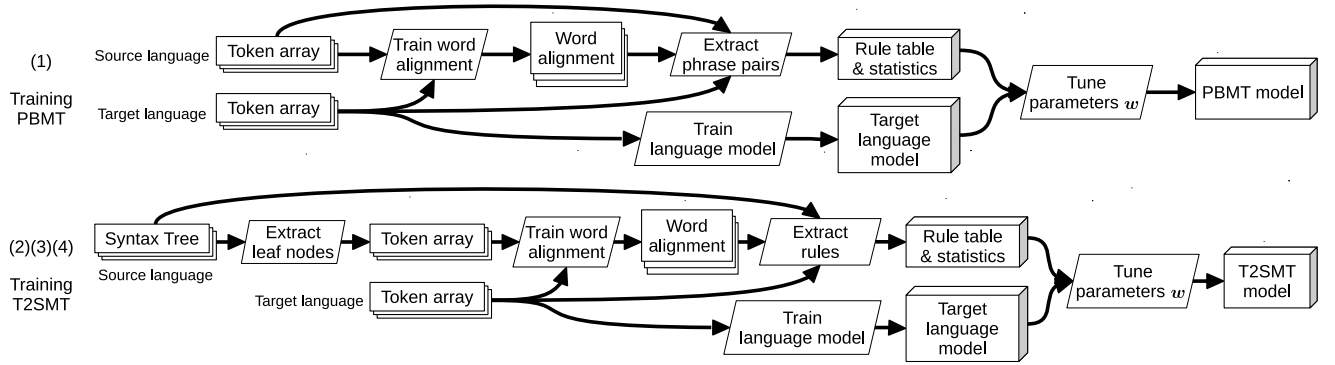 (1)
Training
PBMT
Source language
Token array
Train word
alignment
Word
alignment
Extract
phrase pairs
Rule table
& statistics
Target language
Token array
Train
language model
Target
language
model
Tune
parameters w
PBMT model
(2)(3)(4)
Training
T2SMT
Syntax Tree
Source language
Extract
leaf nodes
Token array
Train word
alignment
Word
alignment
Extract
rules
Rule table
& statistics
Target language
Token array
Train
language model
Target
language
model
Tune
parameters w
T2SMT
model